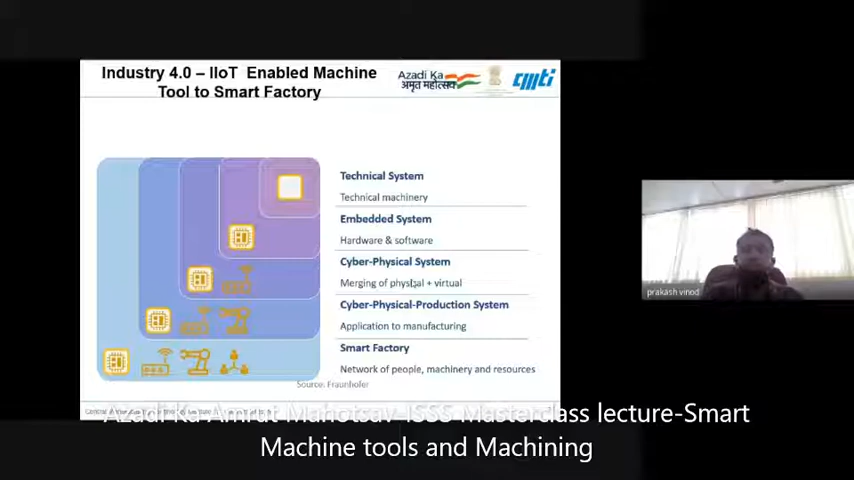 Industry 4.0 – IIoT Enabled Machine
Tool to Smart Factory
Azadi Ka
अमृत महोत्सव
cmti
Technical System
Technical machinery
Embedded System
Hardware & software
Cyber-Physical System
Merging of physical + virtual
Cyber-Physical-Production System
Application to manufacturing
Smart Factory
Network of people, machinery and resources
Source: Fraunhofer
prakash vinod
Azadi Ka Amrut Mahotsav-ISSS Masterclass lecture-Smart
Machine tools and Machining